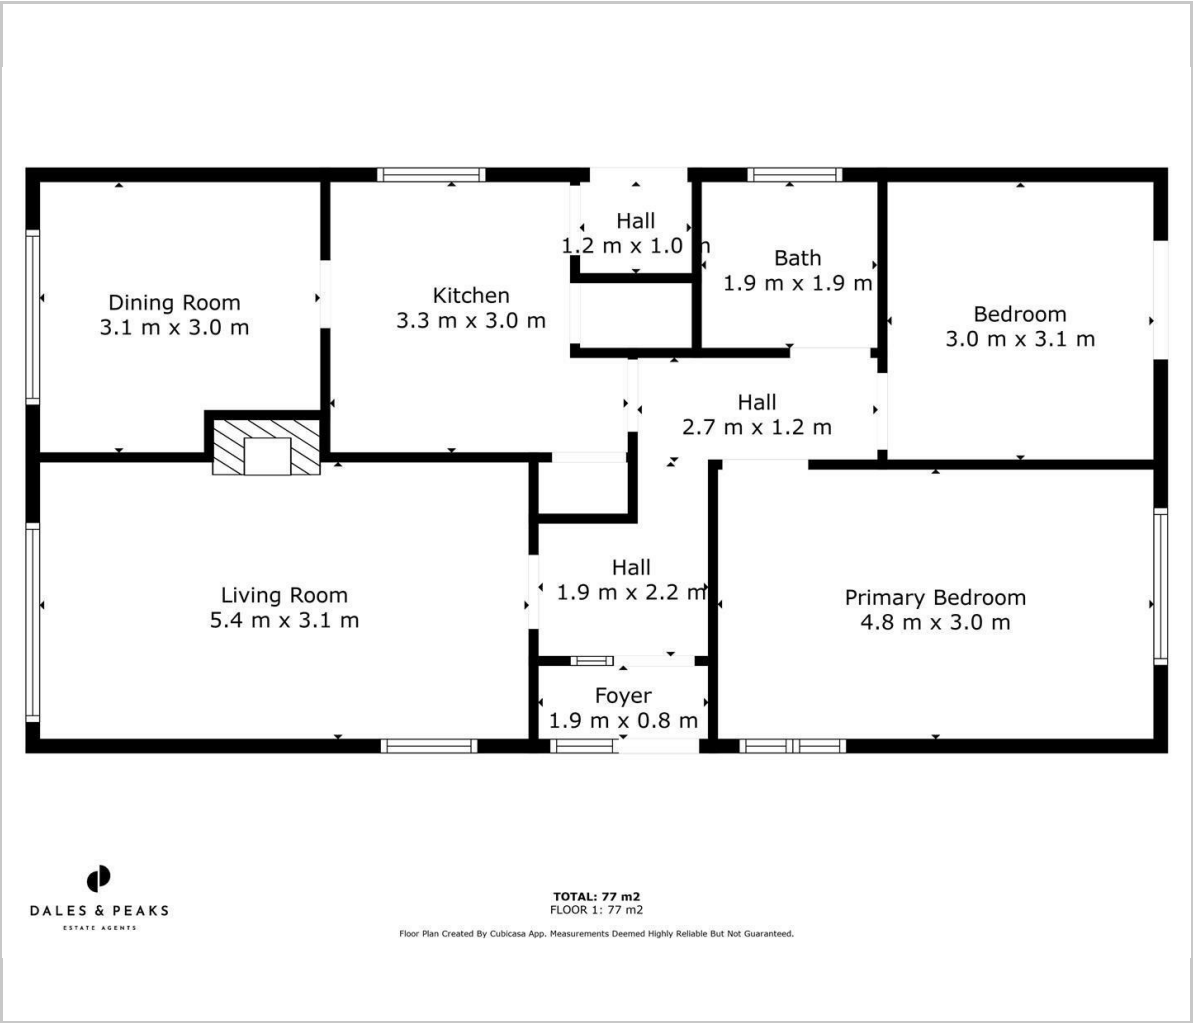 Hall
1.2 m x 1.0 m
Bath
1.9 m x 1.9 m
Dining Room
3.1 m x 3.0 m
Kitchen
3.3 m x 3.0 m
Bedroom
3.0 m x 3.1 m
Hall
2.7 m x 1.2 m
Living Room
5.4 m x 3.1 m
Hall
1.9 m x 2.2 m
Primary Bedroom
4.8 m x 3.0 m
Foyer
1.9 m x 0.8 m
DALES & PEAKS
ESTATE AGENTS
TOTAL: 77 m2
FLOOR 1: 77 m2
Floor Plan Created By Cubicasa App. Measurements Deemed Highly Reliable But Not Guaranteed.